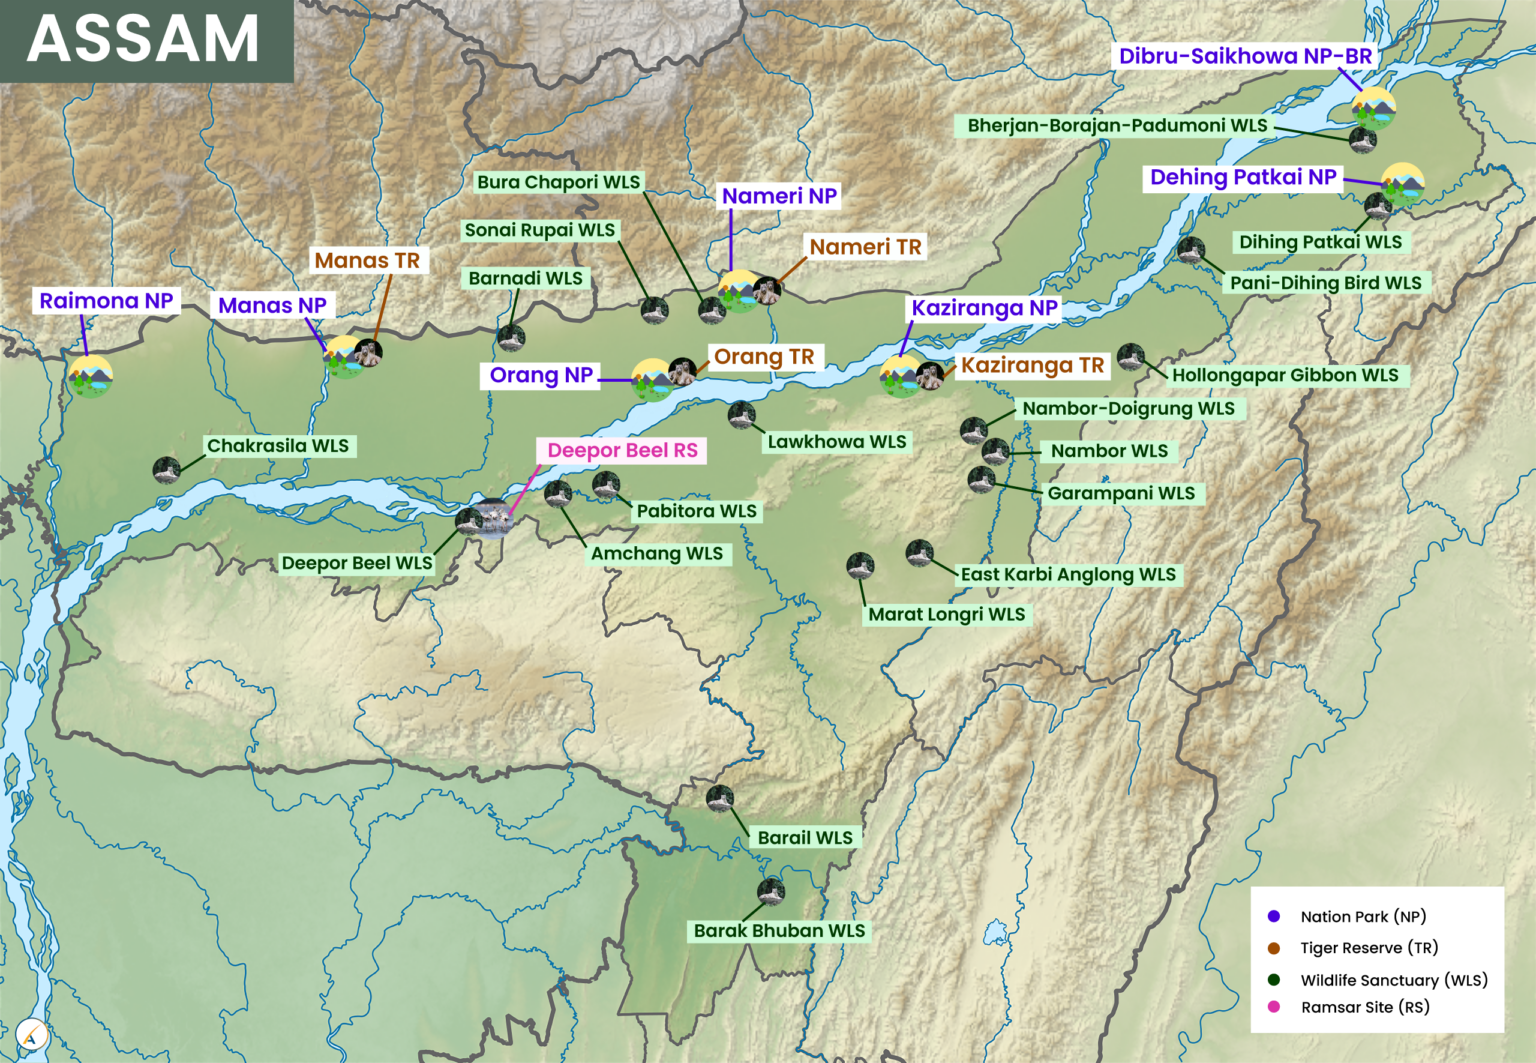 ASSAM
Dibru-Saikhowa NP-BR
Bherjan-Borajan-Padumoni WLS
Dehing Patkai NP
Bura Chapori WLS
Nameri NP
Sonai Rupai WLS
Dihing Patkai WLS
Nameri TR
Manas TR
Barnadi WLS
Pani-Dihing Bird WLS
Raimona NP
Manas NP
Kaziranga NP
Orang TR
Kaziranga TR
Orang NP
Hollongapar Gibbon WLS
Nambor-Doigrung WLS
Chakrasila WLS
Lawkhowa WLS
Deepor Beel RS
Nambor WLS
Garampani WLS
Pabitora WLS
Amchang WLS
Deepor Beel WLS
East Karbi Anglong WLS
Marat Longri WLS
Barail WLS
Barak Bhuban WLS
Nation Park (NP)
Tiger Reserve (TR)
Wildlife Sanctuary (WLS)
Ramsar Site (RS)